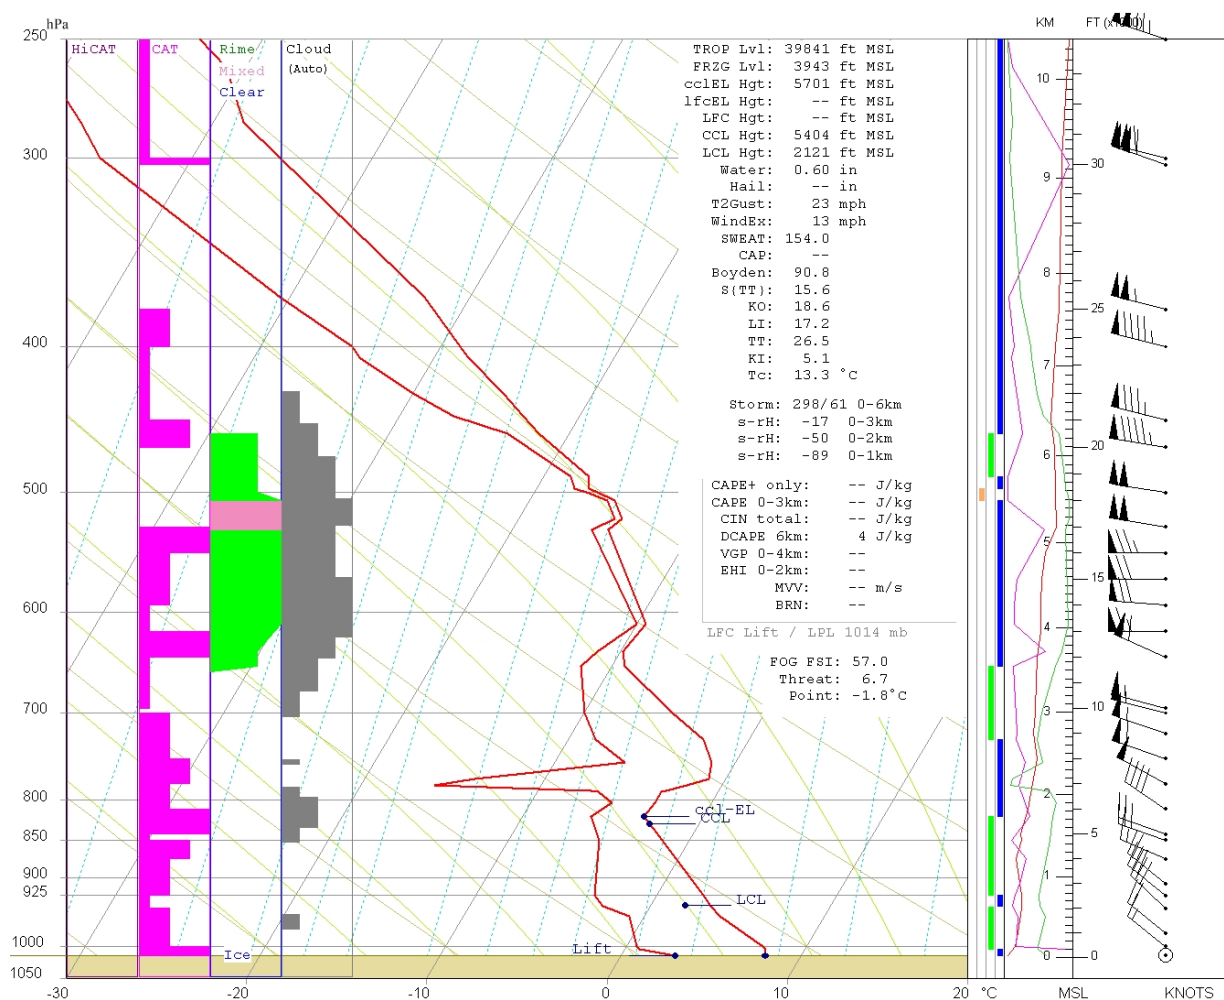 hPa
KM FT (x1000)
250 HiCAT CAT Rime Cloud
Mixed (Auto)
Clear
TROP Lvl: 39841 ft MSL
FRZG Lvl: 3943 ft MSL
cclEL Hgt: 5701 ft MSL
lfcEL Hgt: -- ft MSL
LFC Hgt: -- ft MSL
CCL Hgt: 5404 ft MSL
LCL Hgt: 2121 ft MSL
Water: 0.60 in
Hail: -- in
T2Gust: 23 mph
WindEx: 13 mph
SWEAT: 154.0
CAP: --
Boyden: 90.8
S(TT): 15.6
KO: 18.6
LI: 17.2
TT: 26.5
KI: 5.1
Tc: 13.3 °C
Storm: 298/61 0-6km
s-rH: -17 0-3km
s-rH: -50 0-2km
s-rH: -89 0-1km
CAPE+ only: -- J/kg
CAPE 0-3km: -- J/kg
CIN total: -- J/kg
DCAPE 6km: 4 J/kg
VGP 0-4km: --
EHI 0-2km: --
MVV: -- m/s
BRN: --
LFC Lift / LPL 1014 mb
FOG FSI: 57.0
Threat: 6.7
Point: -1.8°C
300
400
500
600
700
800
850
900
925
1000
1050
ccl-EL
CCL
LCL
Lift
Ice
10
9
8
7
6
5
4
3
2
1
0
30
25
20
15
10
5
0
-30 -20 -10 0 10 20 °C MSL KNOTS